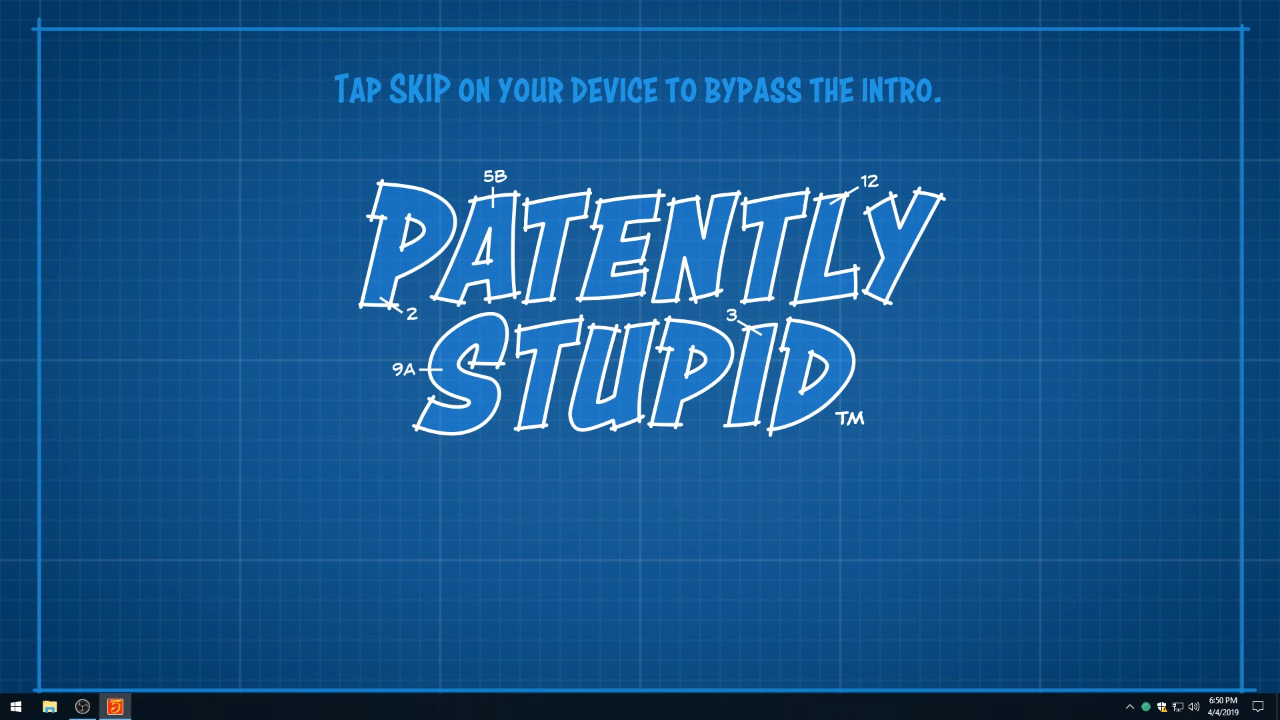 Tap SKIP on your device to bypass the intro.
5B
12
PATENTLY
2
3
9A
STUPID
TM
6:50 PM
4/4/2019